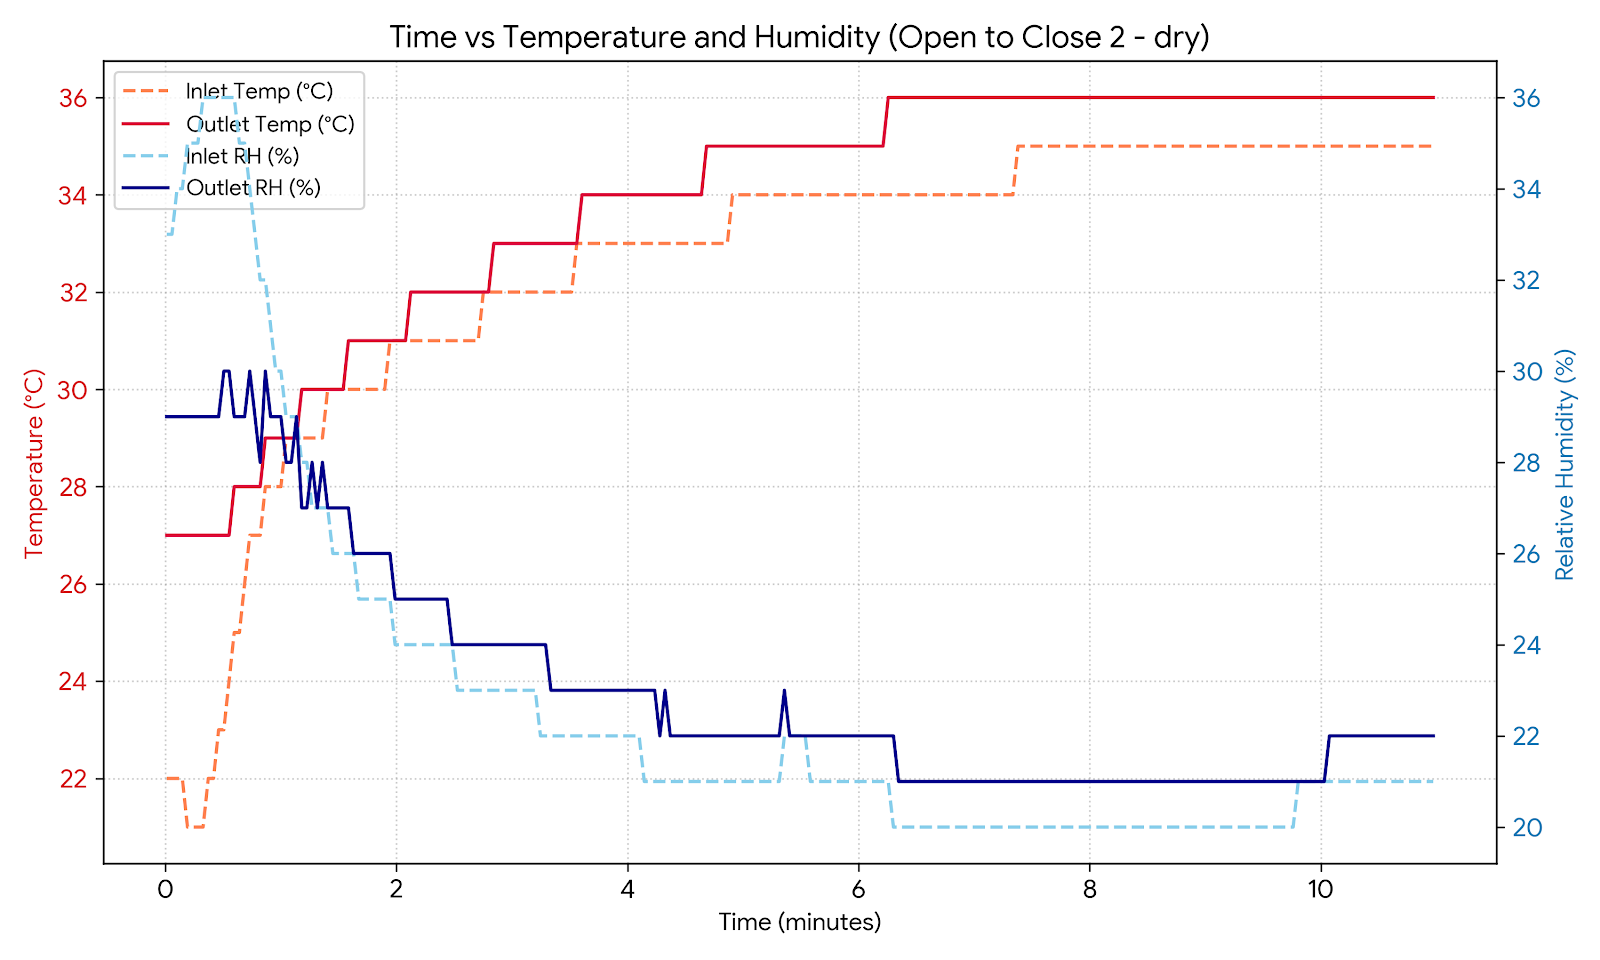 Time vs Temperature and Humidity (Open to Close 2 - dry)
Inlet Temp (°C)
Outlet Temp (°C)
Inlet RH (%)
Outlet RH (%)
Temperature (°C)
36
34
32
30
28
26
24
22
36
34
32
30
28
26
24
22
20
Relative Humidity (%)
0 2 4 6 8 10
Time (minutes)